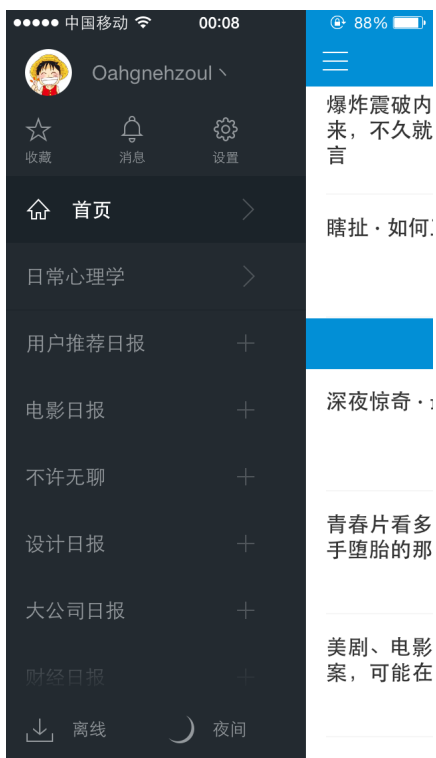 中国移动 00:08 88%
Oahgnehzoul丶
收藏 消息 设置
首页
日常心理学
用户推荐日报
电影日报
不许无聊
设计日报
大公司日报
财经日报
离线 夜间
爆炸震破内
来，不久就
言
瞎扯 · 如何
深夜惊奇 ·
青春片看多
手堕胎的那
美剧、电影
案，可能在